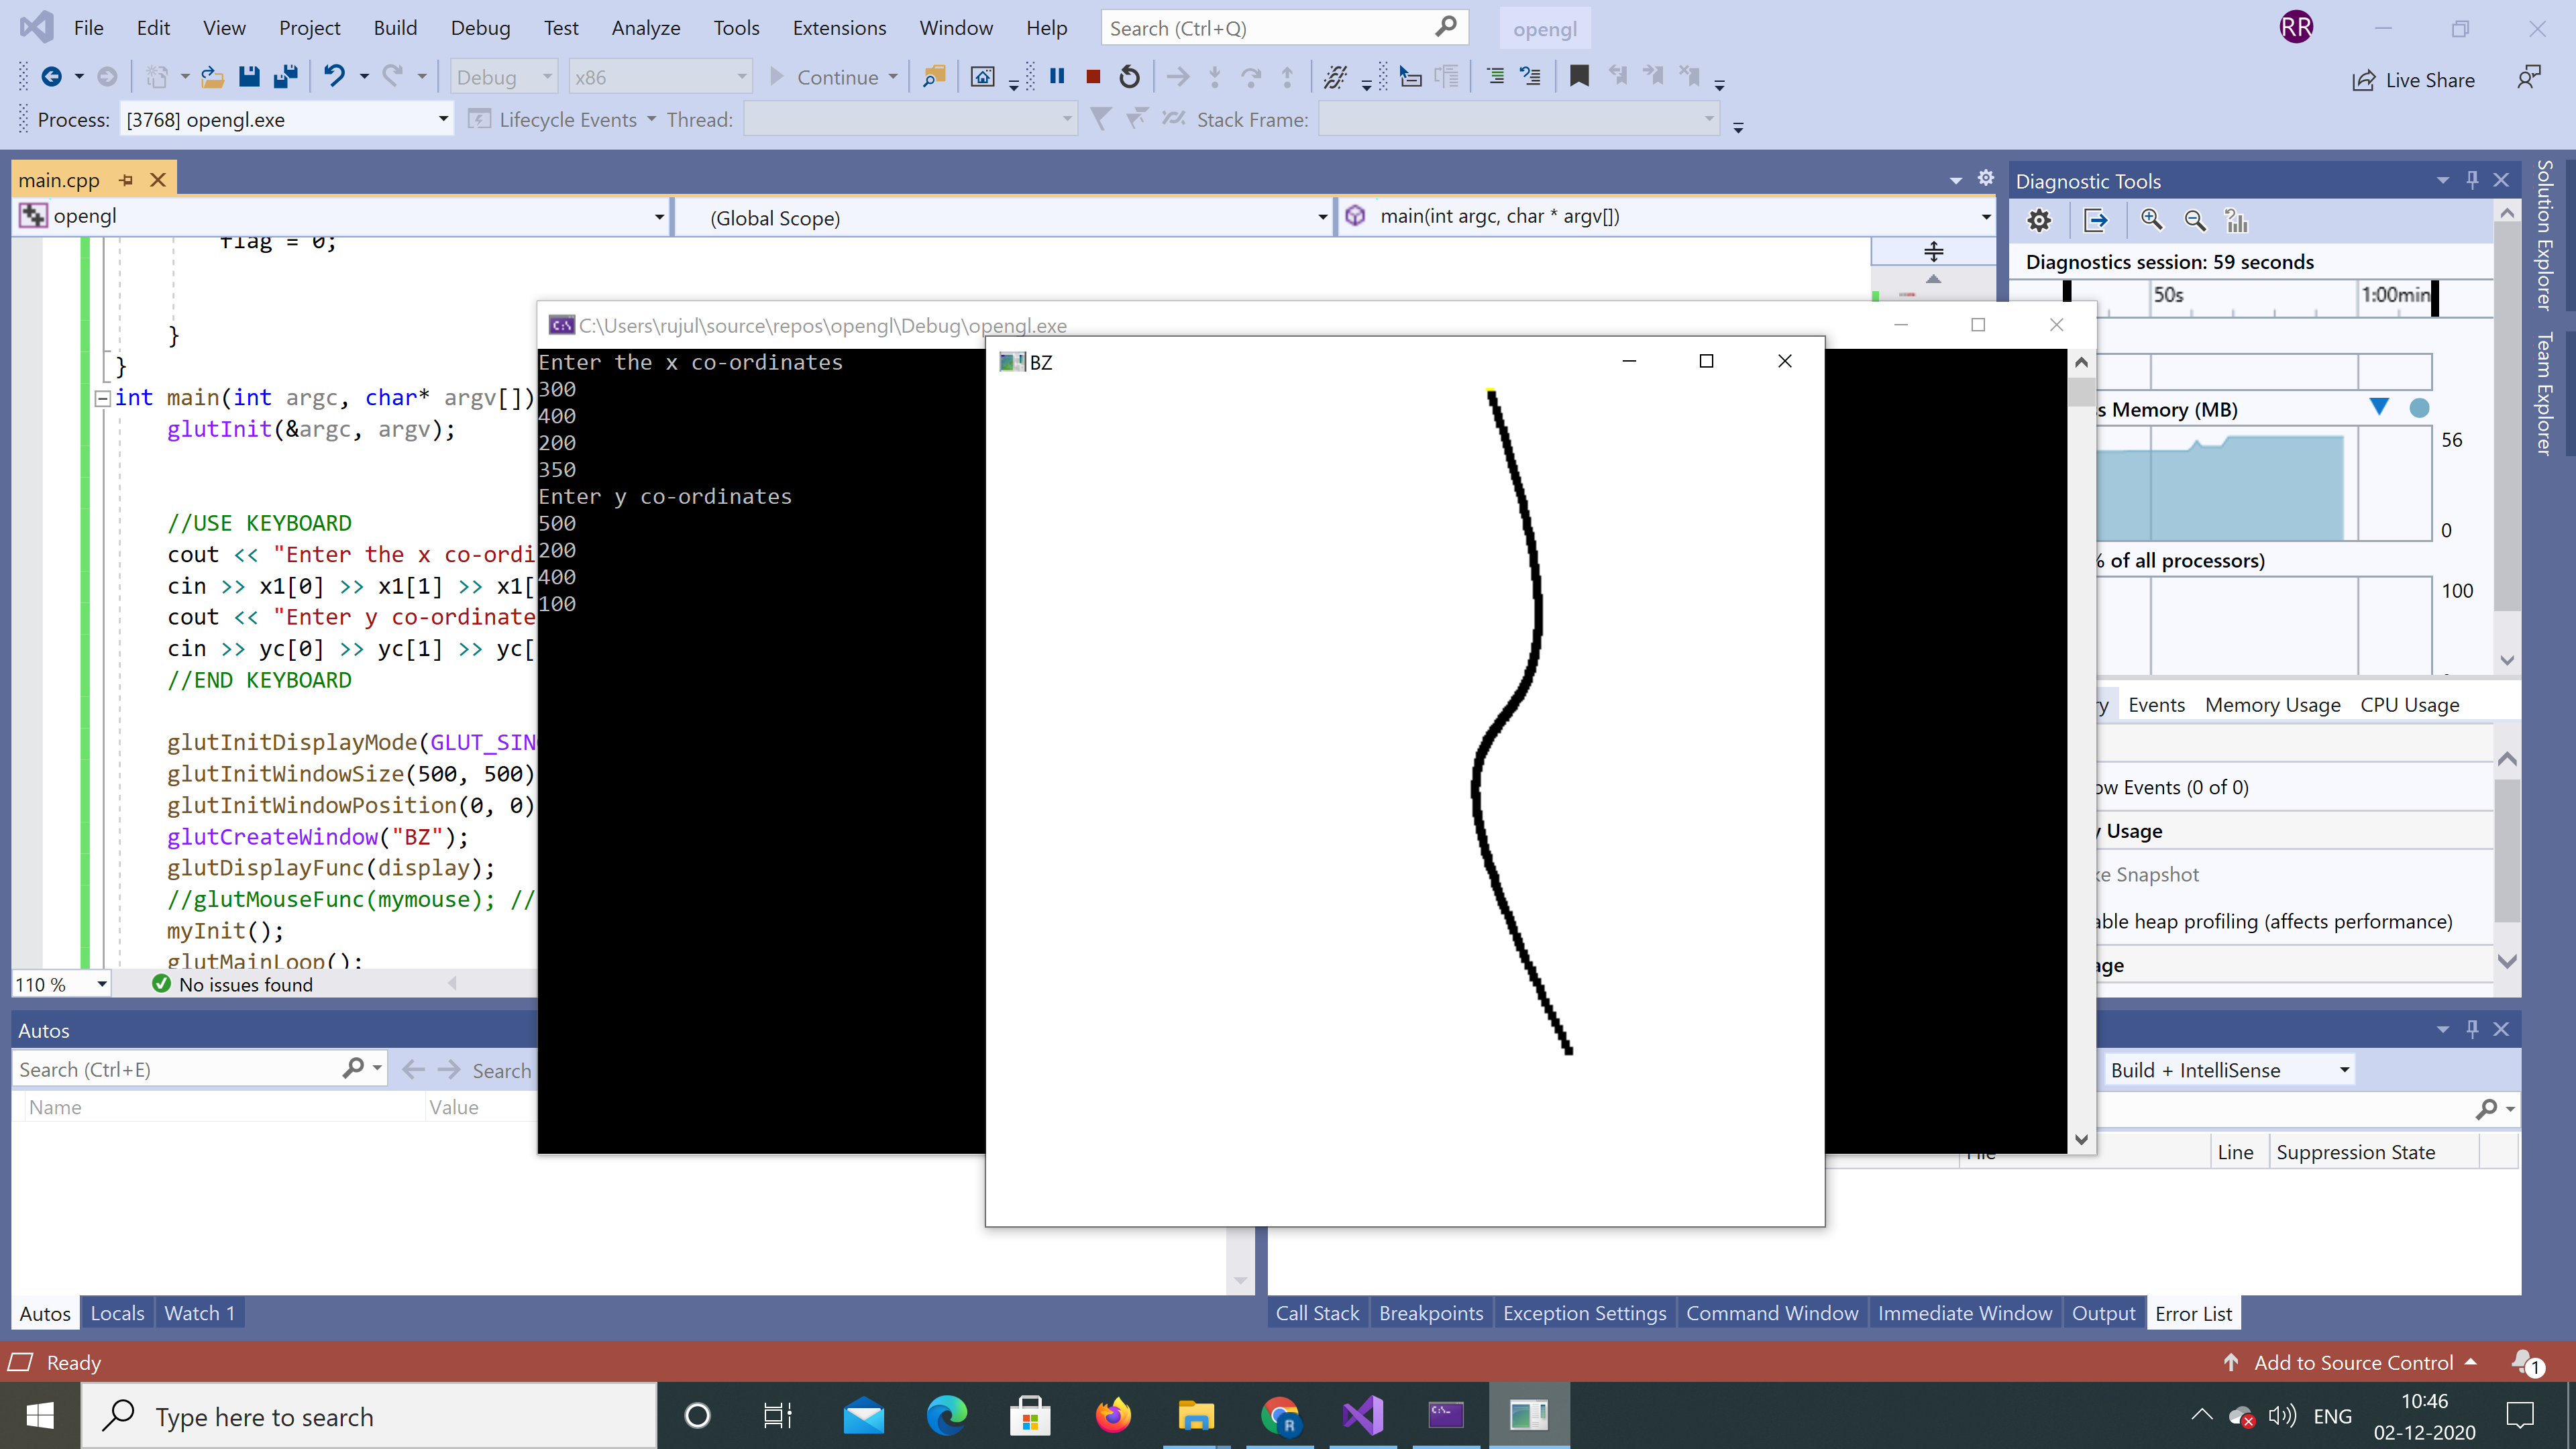 File Edit View Project Build Debug Test Analyze Tools Extensions Window Help Search (Ctrl+Q) opengl RR
Debug x86 Continue Live Share
Process: [3768] opengl.exe Lifecycle Events Thread: Stack Frame:
main.cpp
opengl (Global Scope) main(int argc, char * argv[])
flag = 0;
}
}
int main(int argc, char* argv[])
glutInit(&argc, argv);
//USE KEYBOARD
cout << "Enter the x co-ordi
cin >> x1[0] >> x1[1] >> x1[
cout << "Enter y co-ordinate
cin >> yc[0] >> yc[1] >> yc[
//END KEYBOARD
glutInitDisplayMode(GLUT_SIN
glutInitWindowSize(500, 500)
glutInitWindowPosition(0, 0)
glutCreateWindow("BZ");
glutDisplayFunc(display);
//glutMouseFunc(mymouse); //
myInit();
glutMainLoop();
110 % No issues found
C:\Users\rujul\source\repos\opengl\Debug\opengl.exe
Enter the x co-ordinates
300
400
200
350
Enter y co-ordinates
500
200
400
100
BZ
Diagnostic Tools
Diagnostics session: 59 seconds
50s 1:00min
s Memory (MB)
56
0
% of all processors)
100
ry Events Memory Usage CPU Usage
ow Events (0 of 0)
y Usage
ke Snapshot
able heap profiling (affects performance)
age
Solution Explorer
Team Explorer
Autos
Search (Ctrl+E) Search
Name Value
Build + IntelliSense
Line Suppression State
Autos Locals Watch 1
Call Stack Breakpoints Exception Settings Command Window Immediate Window Output Error List
Ready Add to Source Control 1
Type here to search
ENG
10:46
02-12-2020